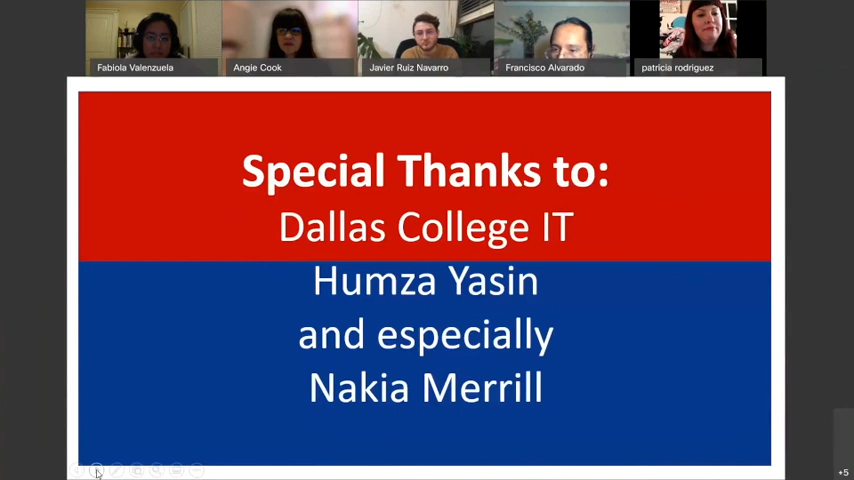 Fabiola Valenzuela
Angie Cook
Javier Ruiz Navarro
Francisco Alvarado
patricia rodriguez
Special Thanks to:
Dallas College IT
Humza Yasin
and especially
Nakia Merrill
+5